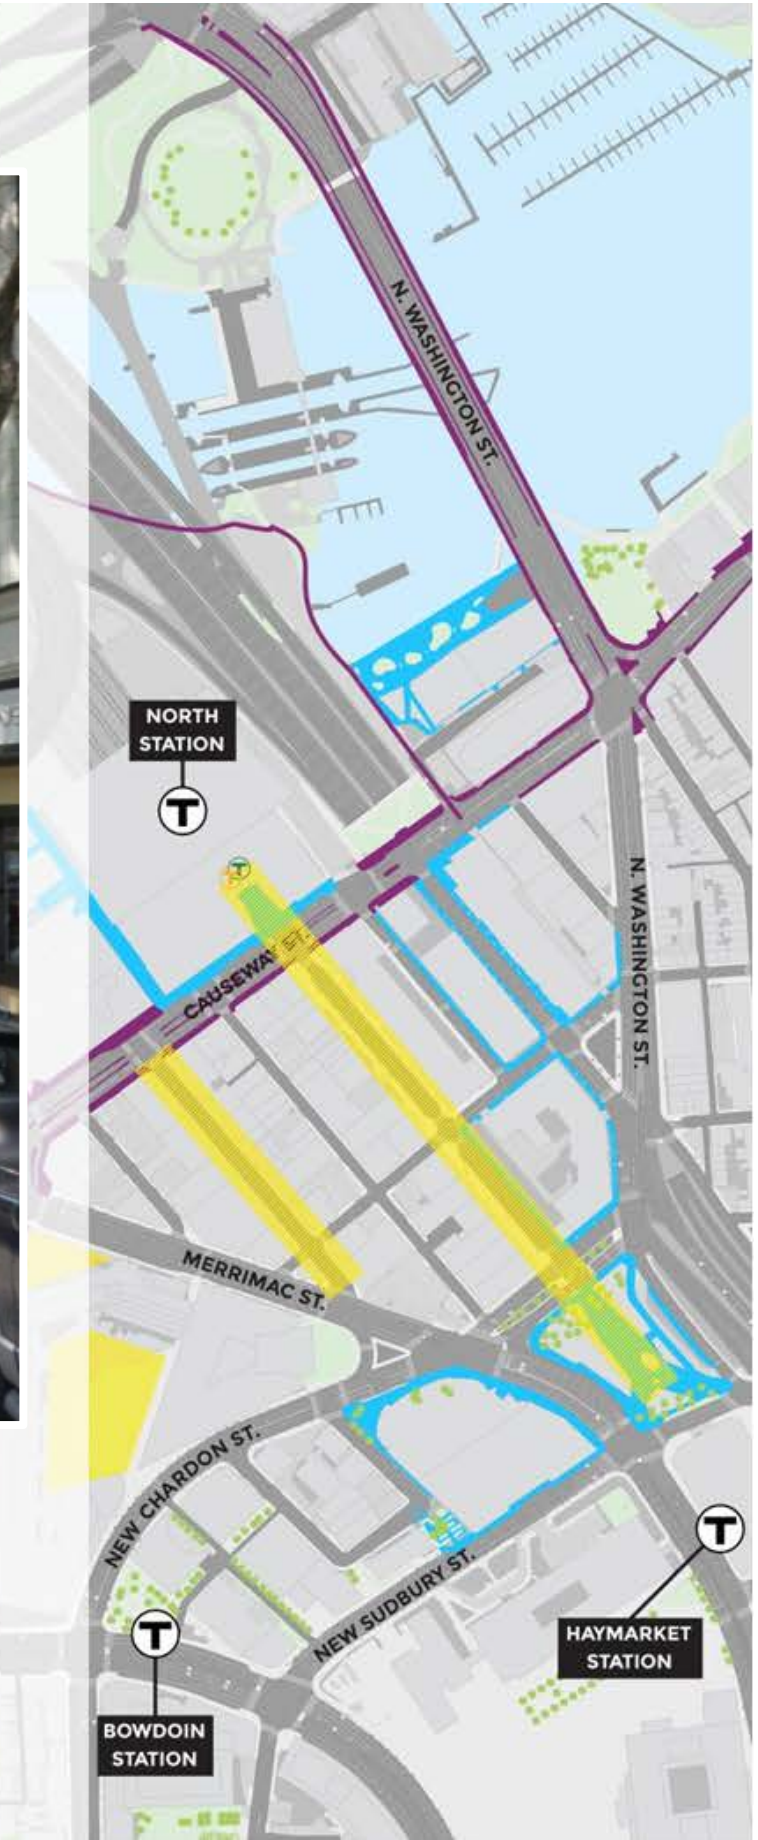 N. WASHINGTON ST.
NORTH
STATION
T
T
CAUSEWAY ST.
N. WASHINGTON ST.
MERRIMAC ST.
NEW CHARDON ST.
NEW SUDBURY ST.
T
HAYMARKET
STATION
T
BOWDOIN
STATION